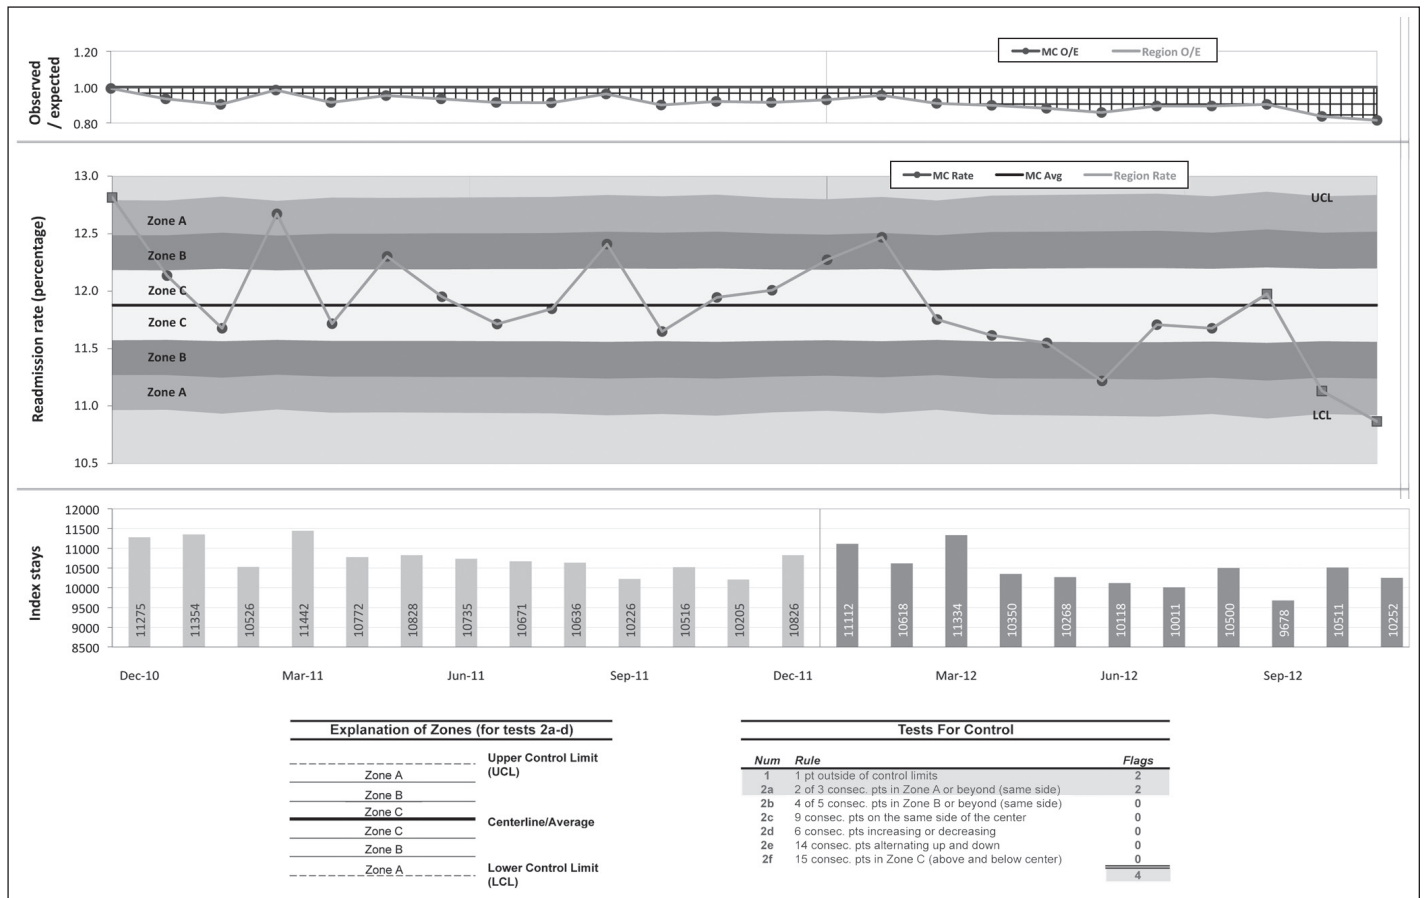 MC O/E Region O/E
Observed / expected
1.20
1.00
0.80
MC Rate MC Avg Region Rate
Readmission rate (percentage)
13.0
12.5
12.0
11.5
11.0
10.5
UCL
Zone A
Zone B
Zone C
Zone C
Zone B
Zone A
LCL
Index stays
12000
11500
11000
10500
10000
9500
9000
8500
11275 11354 10526 11442 10772 10828 10735 10671 10636 10226 10516 10205 10826 11112 10618 11334 10350 10268 10118 10011 10500 9678 10511 10252
Dec-10 Mar-11 Jun-11 Sep-11 Dec-11 Mar-12 Jun-12 Sep-12
Explanation of Zones (for tests 2a-d)
Upper Control Limit
(UCL)
Zone A
Zone B
Zone C
Centerline/Average
Zone C
Zone B
Zone A
Lower Control Limit
(LCL)
Tests For Control
Num Rule Flags
1 1 pt outside of control limits 2
2a 2 of 3 consec. pts in Zone A or beyond (same side) 2
2b 4 of 5 consec. pts in Zone B or beyond (same side) 0
2c 9 consec. pts on the same side of the center 0
2d 6 consec. pts increasing or decreasing 0
2e 14 consec. pts alternating up and down 0
2f 15 consec. pts in Zone C (above and below center) 0
4